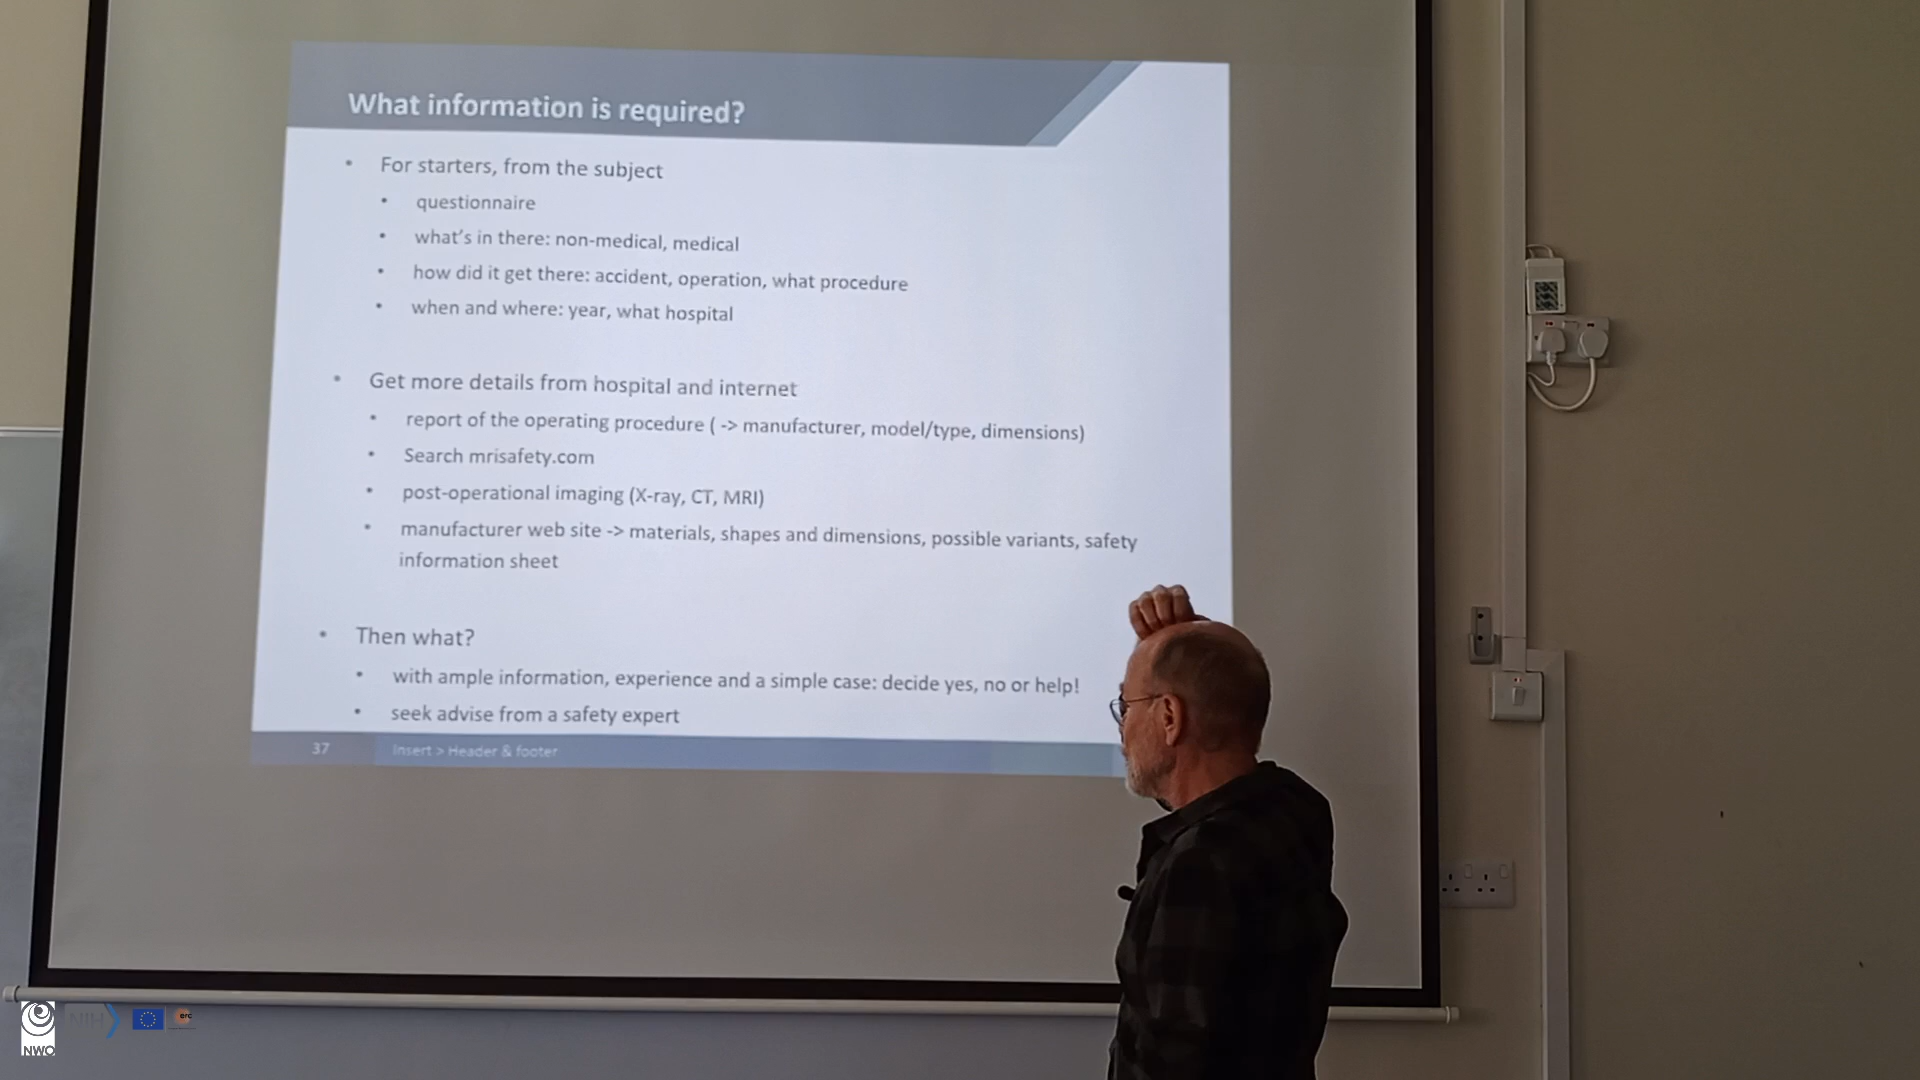 What information is required?
• For starters, from the subject
• questionnaire
• what's in there: non-medical, medical
• how did it get there: accident, operation, what procedure
• when and where: year, what hospital
• Get more details from hospital and internet
• report of the operating procedure ( -> manufacturer, model/type, dimensions)
• Search mrisafety.com
• post-operational imaging (X-ray, CT, MRI)
• manufacturer web site -> materials, shapes and dimensions, possible variants, safety
information sheet
• Then what?
• with ample information, experience and a simple case: decide yes, no or help!
• seek advise from a safety expert
37 Insert > Header & footer
NWO NIH erc